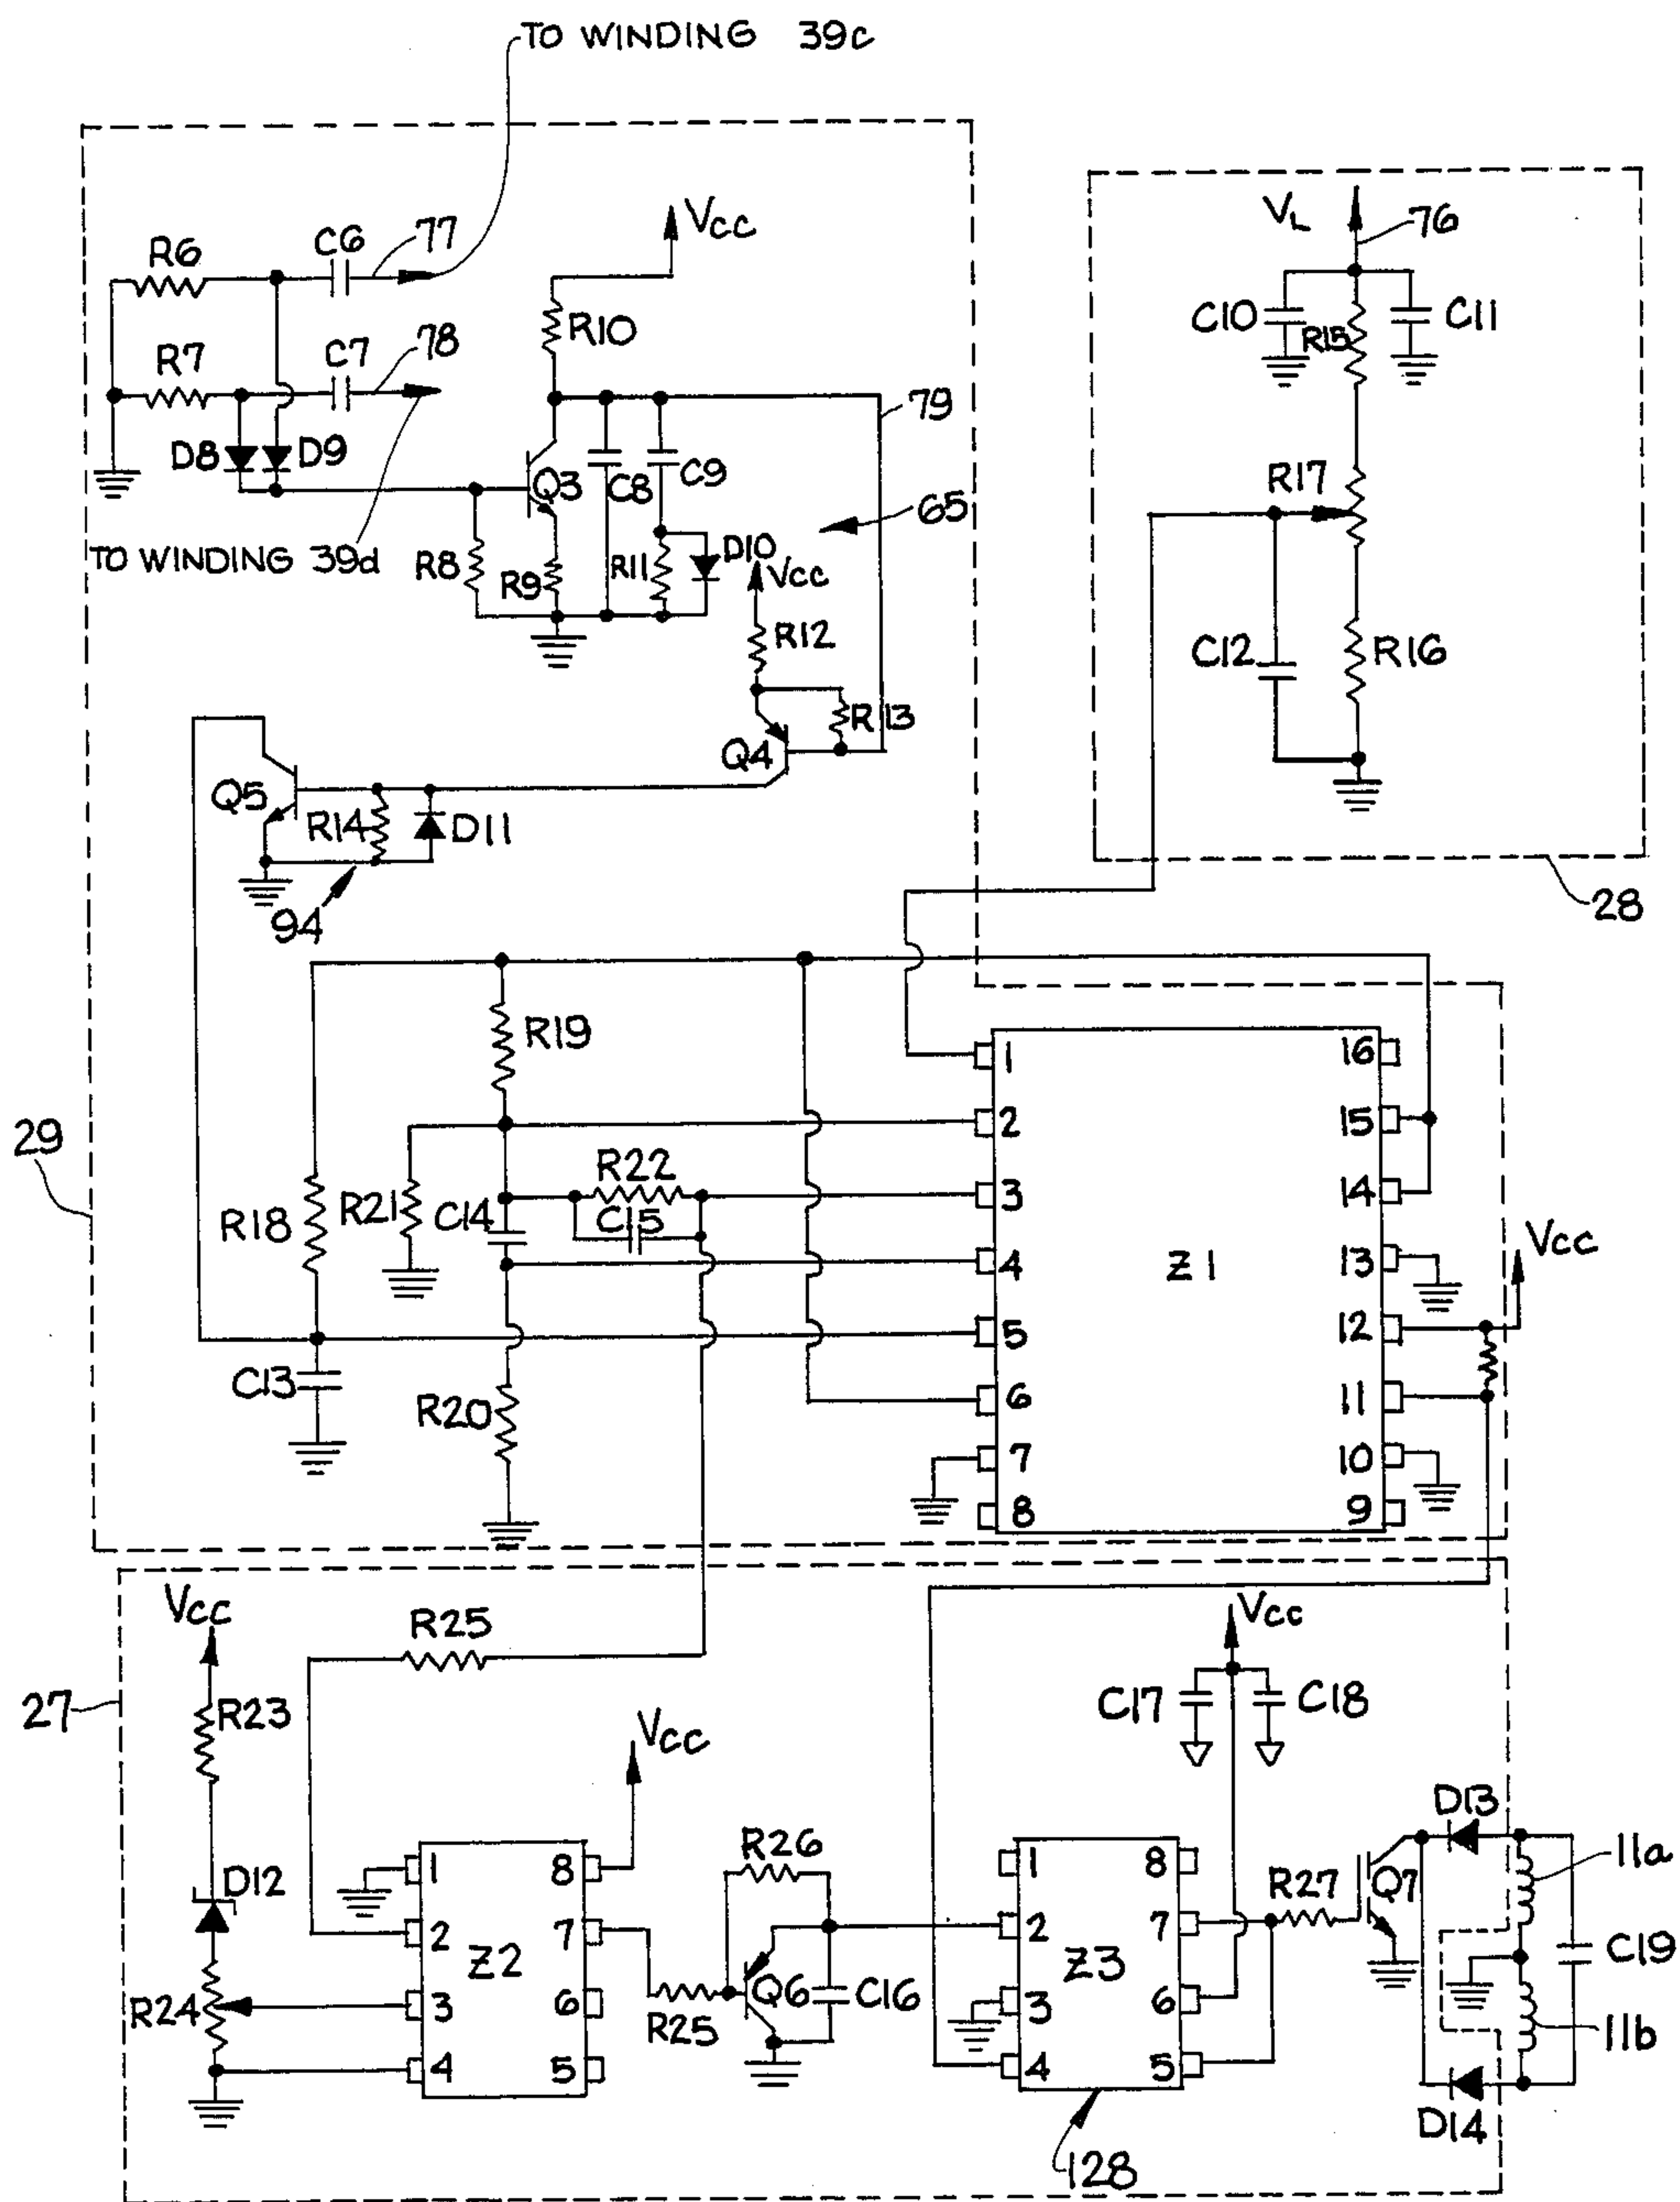 TO WINDING 39c
Vcc
R6
C6
77
VL
76
R10
C10
R15
C11
R7
C7
78
79
D8
D9
Q3
C8
C9
R17
65
TO WINDING 39d
R8
R9
R11
D10
Vcc
R12
C12
R16
R13
Q4
Q5
R14
D11
94
28
R19
1
16
2
15
29
R22
3
14
R18
R21
C14
C15
Vcc
4
Z1
13
5
12
C13
R20
6
11
7
10
8
9
Vcc
R25
Vcc
27
R23
C17
C18
Vcc
D13
R26
D12
1
8
1
8
11a
R27
Q7
2
7
2
7
Z2
Z3
C19
R24
3
6
Q6
C16
3
6
R25
11b
4
5
4
5
D14
128